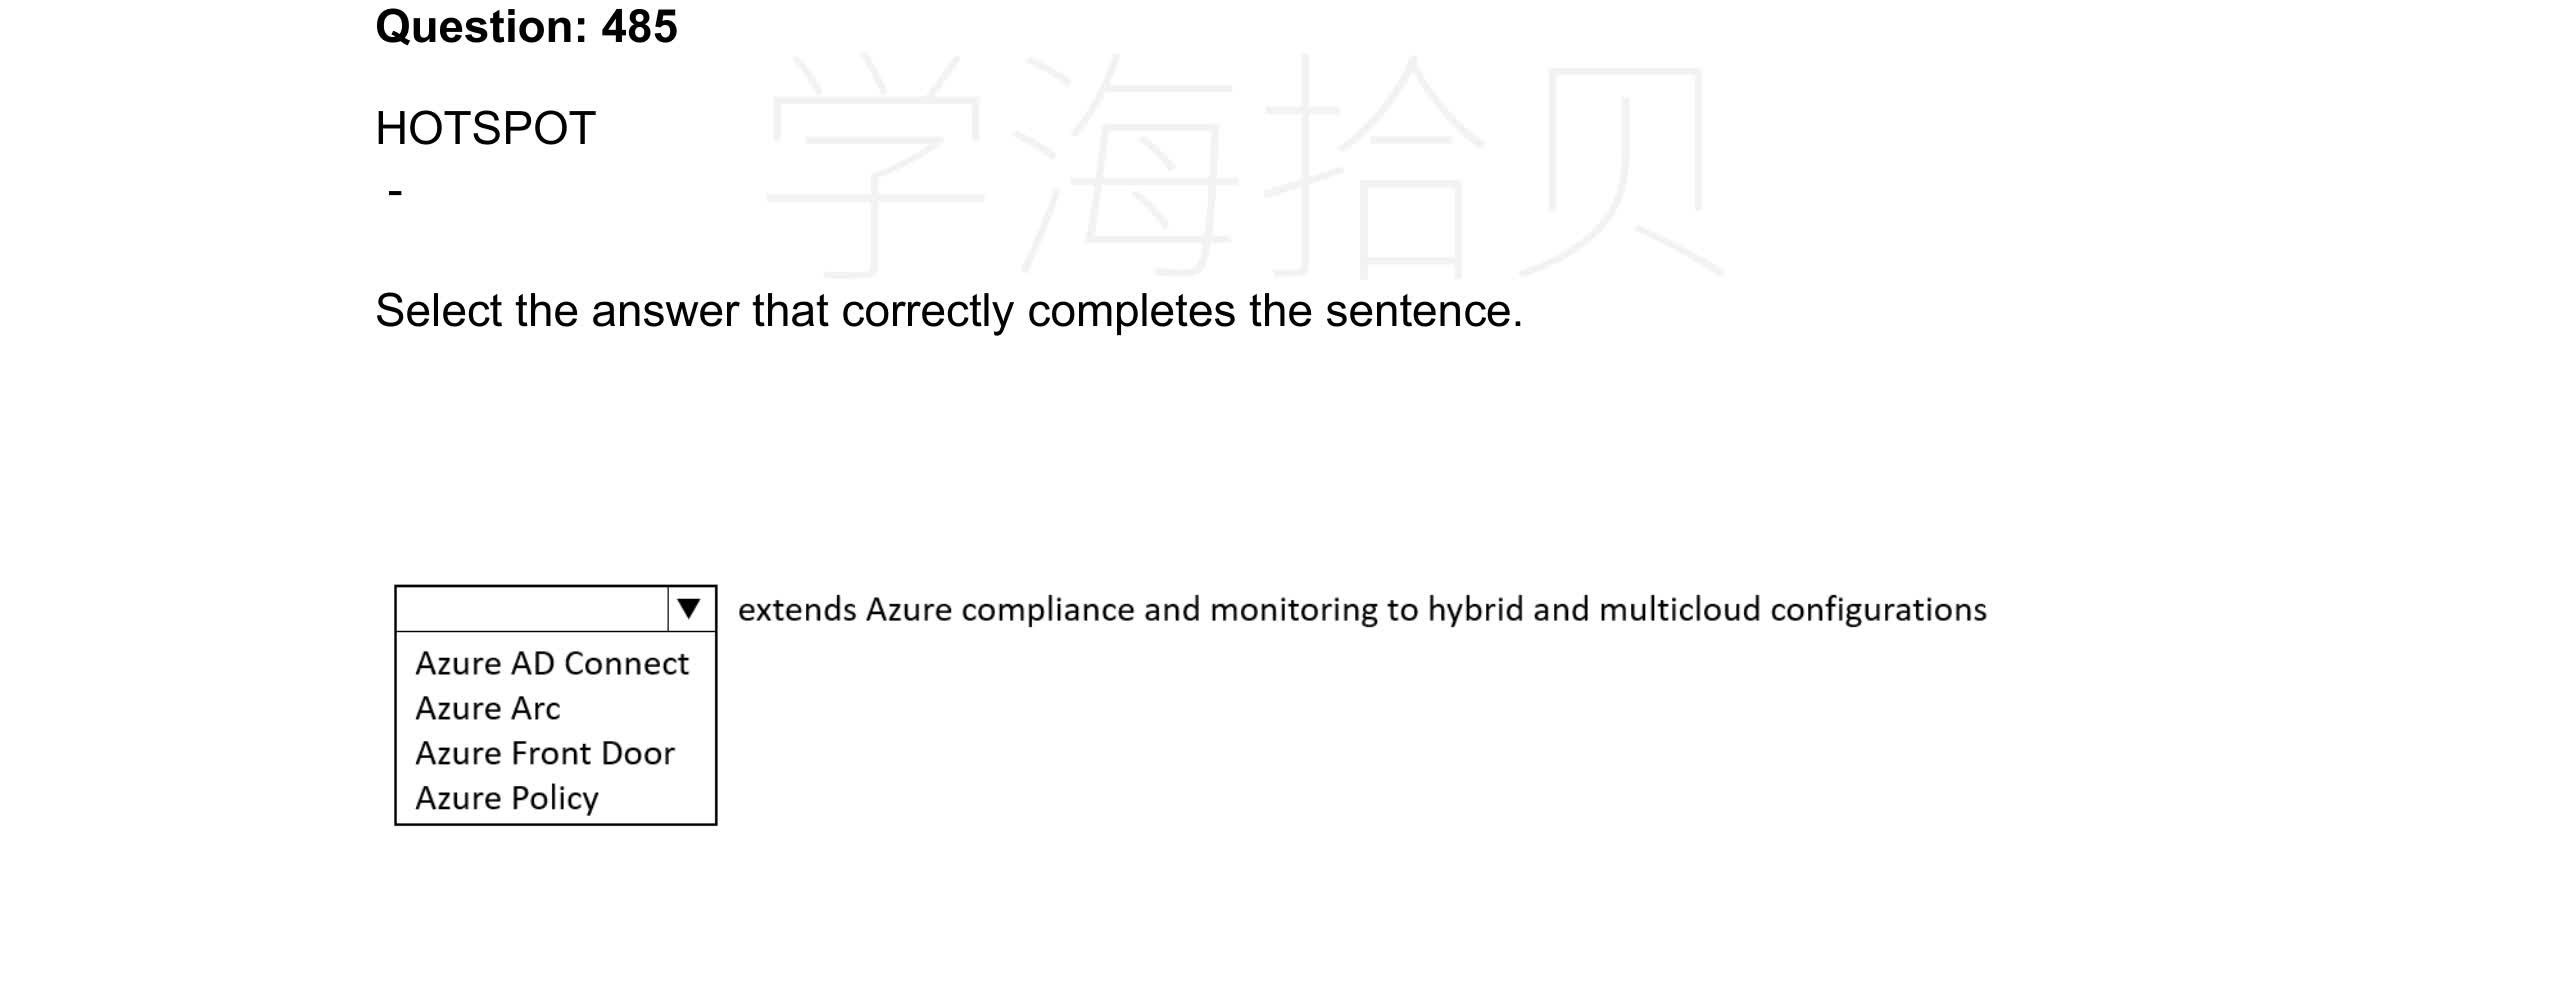 Question: 485
学海拾贝
HOTSPOT
-
Select the answer that correctly completes the sentence.
▼ extends Azure compliance and monitoring to hybrid and multicloud configurations
Azure AD Connect
Azure Arc
Azure Front Door
Azure Policy